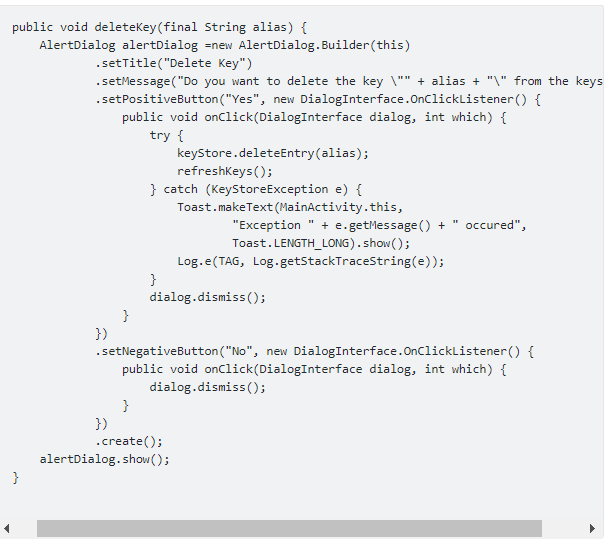 public void deleteKey(final String alias) {
    AlertDialog alertDialog =new AlertDialog.Builder(this)
            .setTitle("Delete Key")
            .setMessage("Do you want to delete the key \"" + alias + "\" from the keys
            .setPositiveButton("Yes", new DialogInterface.OnClickListener() {
                public void onClick(DialogInterface dialog, int which) {
                    try {
                        keyStore.deleteEntry(alias);
                        refreshKeys();
                    } catch (KeyStoreException e) {
                        Toast.makeText(MainActivity.this,
                                "Exception " + e.getMessage() + " occured",
                                Toast.LENGTH_LONG).show();
                        Log.e(TAG, Log.getStackTraceString(e));
                    }
                    dialog.dismiss();
                }
            })
            .setNegativeButton("No", new DialogInterface.OnClickListener() {
                public void onClick(DialogInterface dialog, int which) {
                    dialog.dismiss();
                }
            })
            .create();
    alertDialog.show();
}